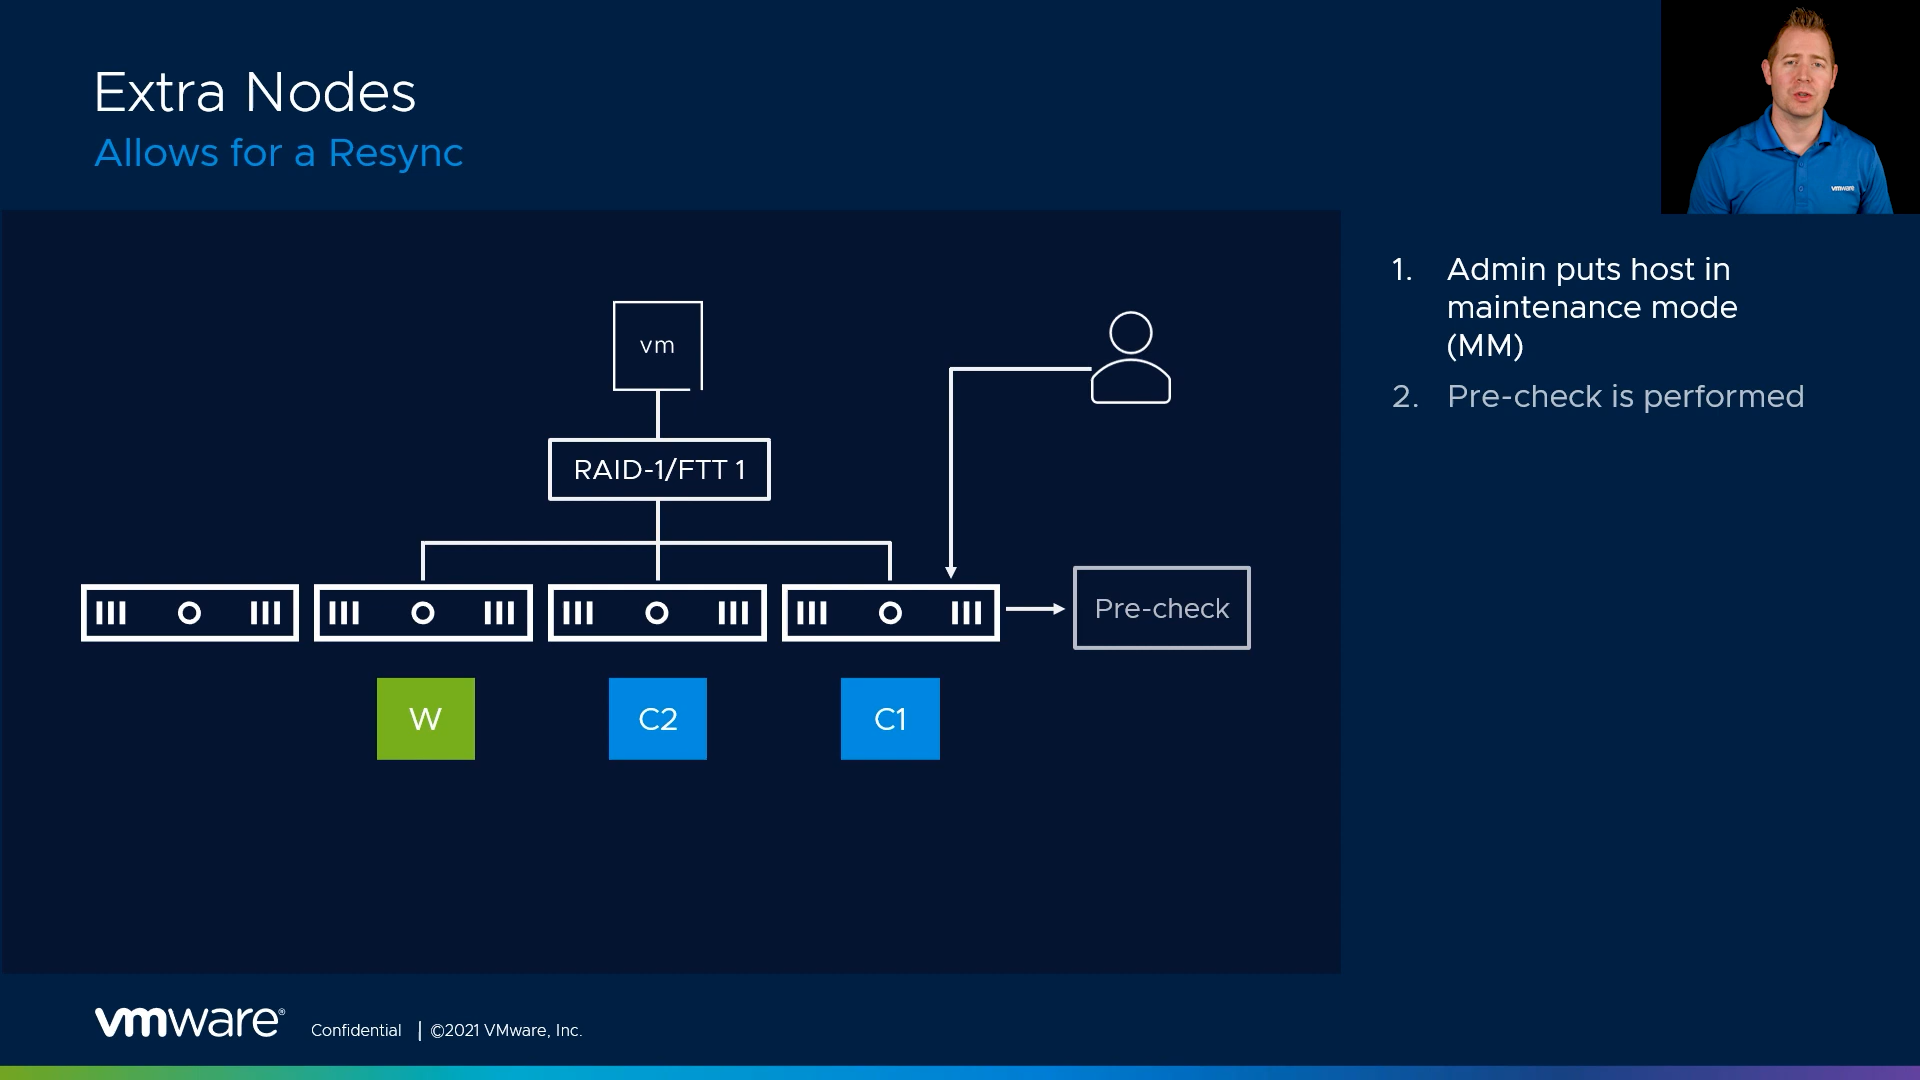 Extra Nodes
Allows for a Resync
vmware
1. Admin puts host in
maintenance mode
(MM)
2. Pre-check is performed
vm
RAID-1/FTT 1
Pre-check
W
C2
C1
vmware®
Confidential | ©2021 VMware, Inc.